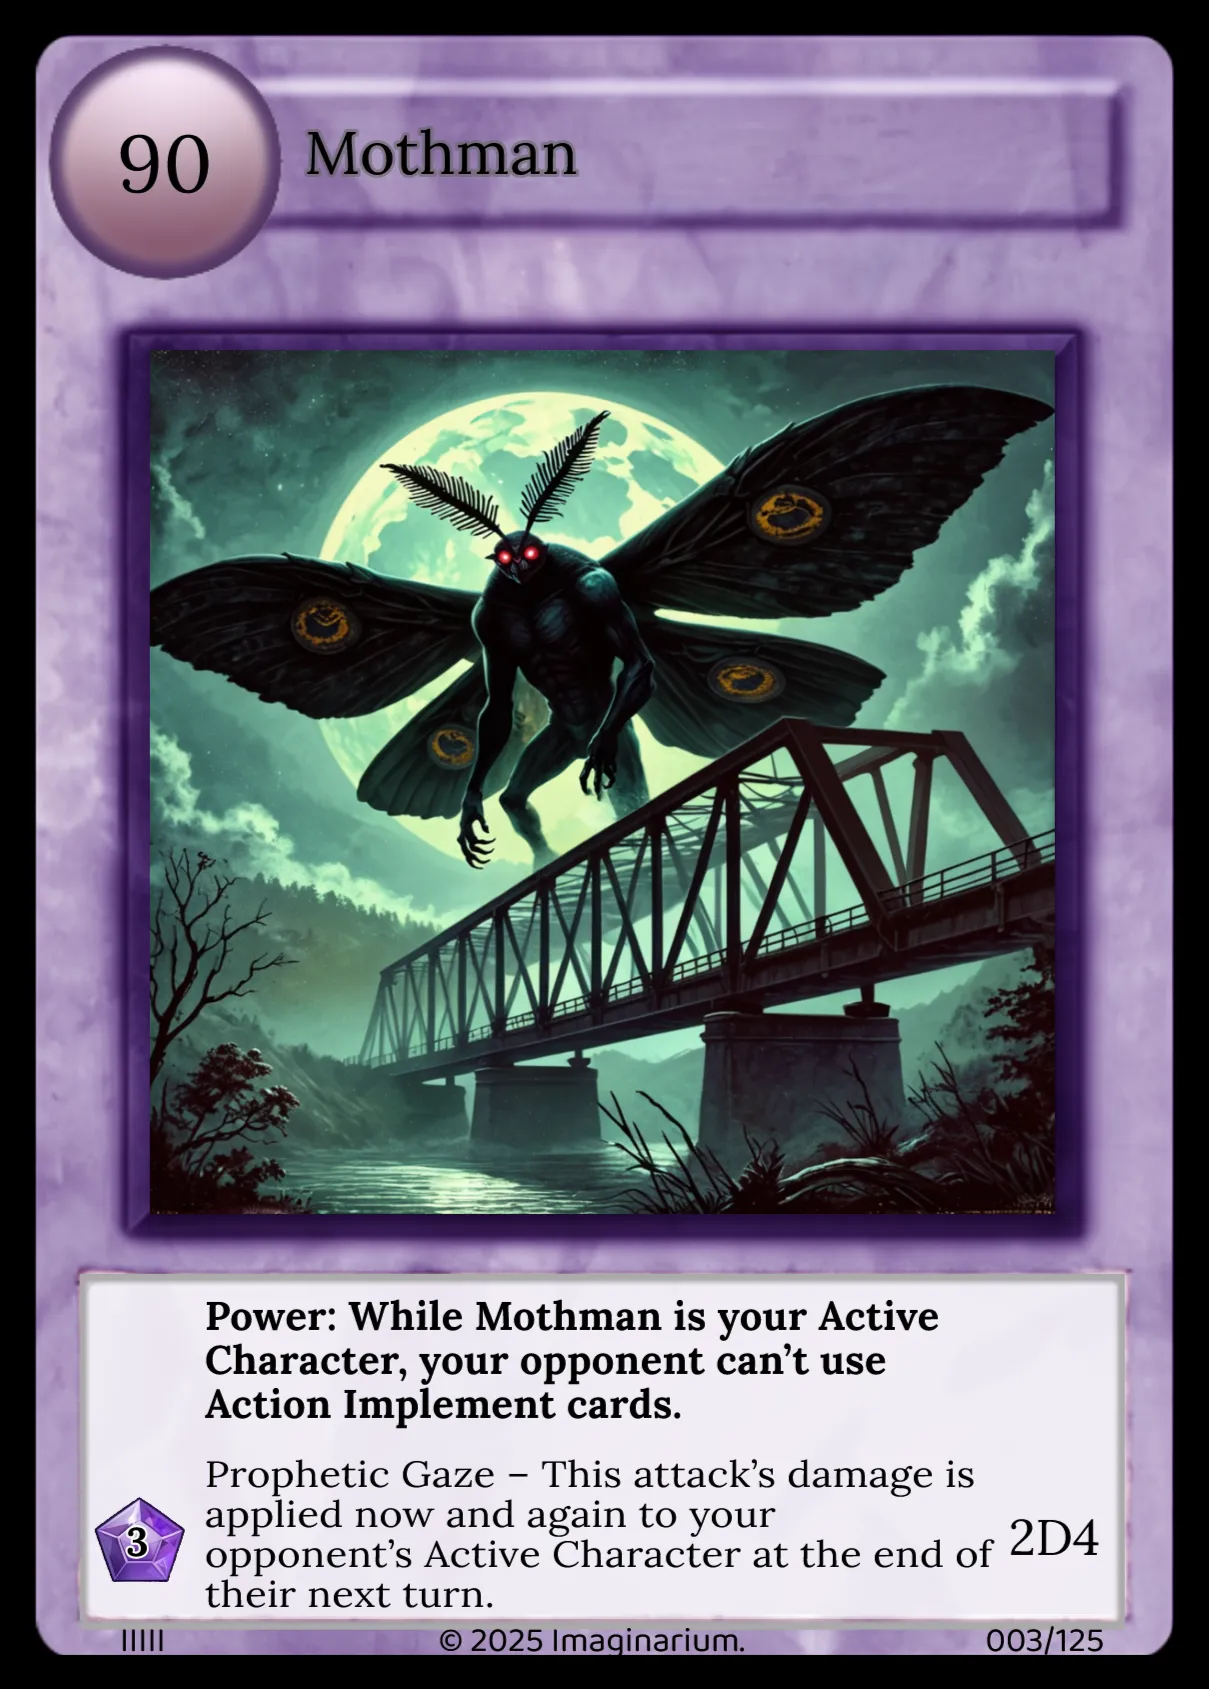 90
Mothman
Power: While Mothman is your Active
Character, your opponent can’t use
Action Implement cards.
Prophetic Gaze – This attack’s damage is
applied now and again to your
opponent’s Active Character at the end of
their next turn.
3
2D4
IIIII
© 2025 Imaginarium.
003/125